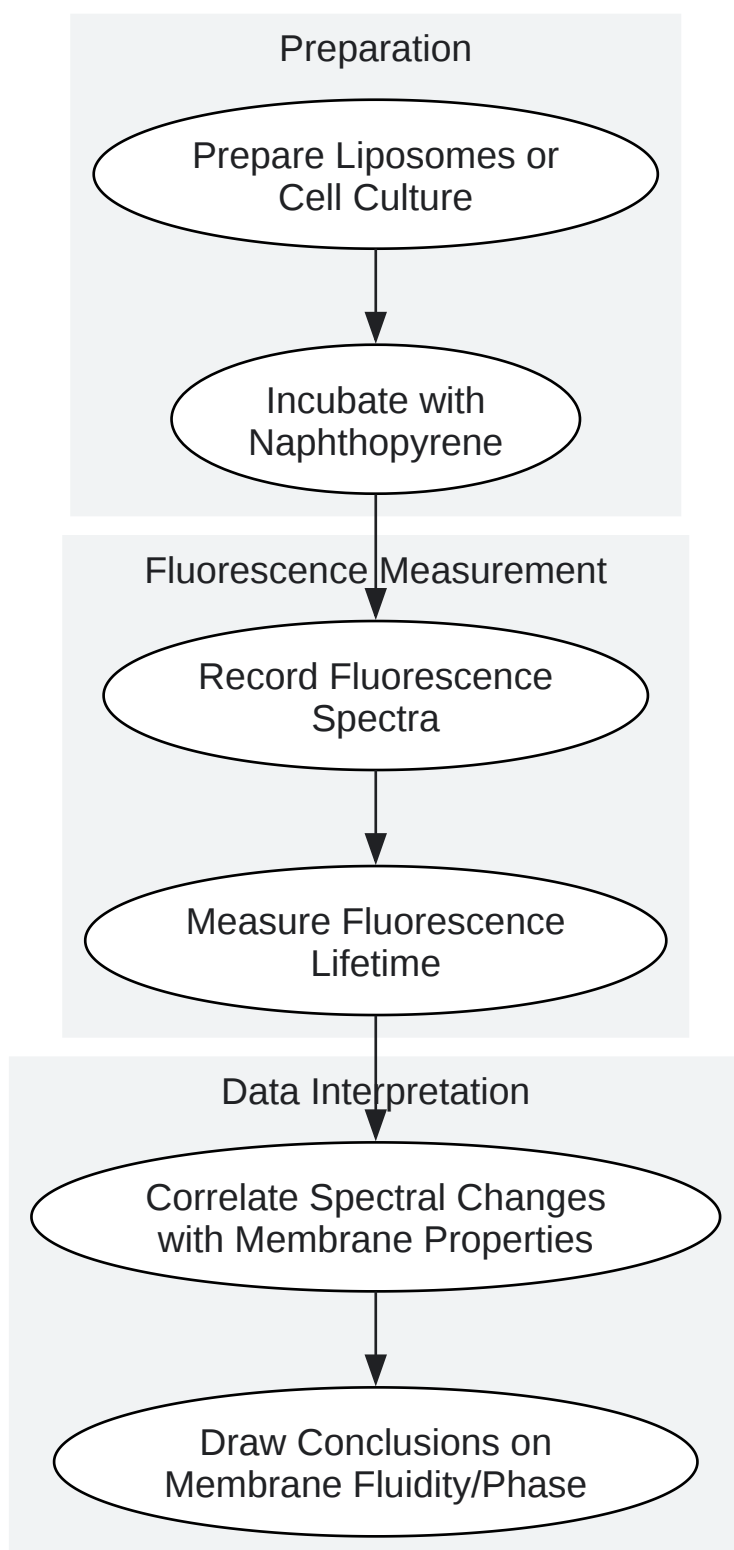 Preparation
Prepare Liposomes or
Cell Culture
Incubate with
Naphthopyrene
Fluorescence Measurement
Record Fluorescence
Spectra
Measure Fluorescence
Lifetime
Data Interpretation
Correlate Spectral Changes
with Membrane Properties
Draw Conclusions on
Membrane Fluidity/Phase